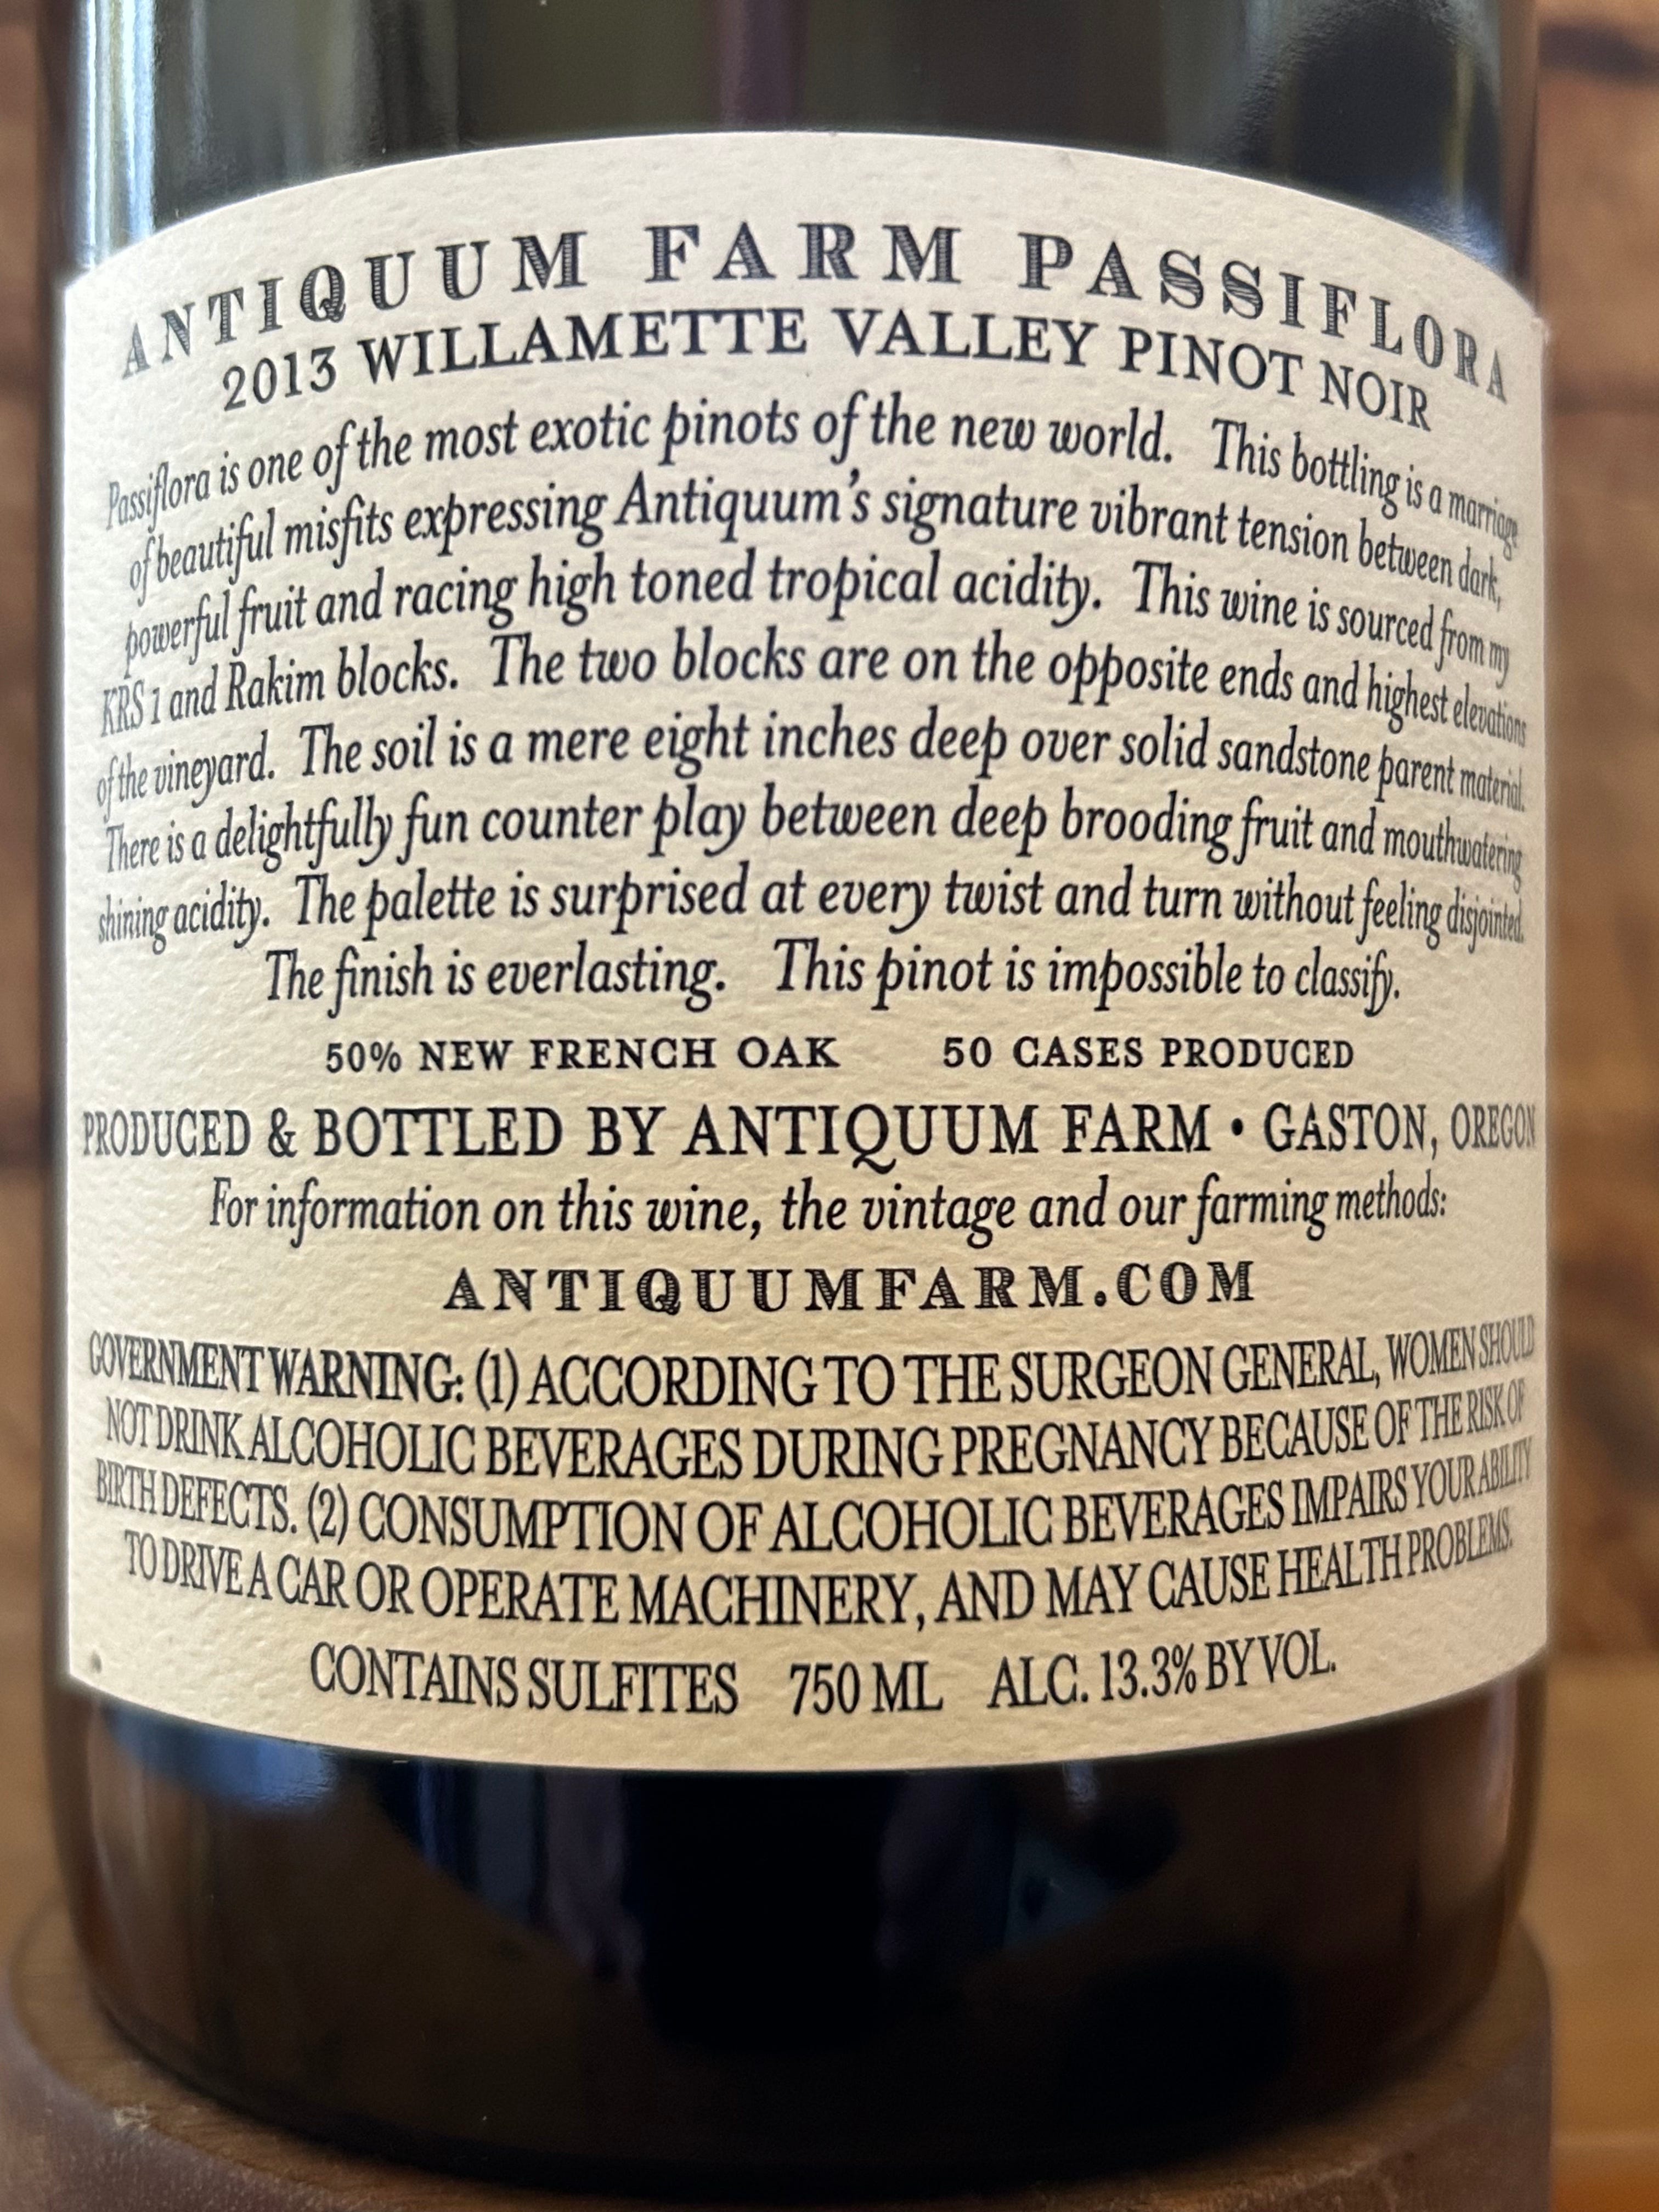 ANTIQUUM FARM PASSIFLORA
2013 WILLAMETTE VALLEY PINOT NOIR
Passiflora is one of the most exotic pinots of the new world. This bottling is a marriage
of beautiful misfits expressing Antiquum's signature vibrant tension between dark,
powerful fruit and racing high toned tropical acidity. This wine is sourced from my
KRS 1 and Rakim blocks. The two blocks are on the opposite ends and highest elevations
of the vineyard. The soil is a mere eight inches deep over solid sandstone parent material.
There is a delightfully fun counter play between deep brooding fruit and mouthwatering
shining acidity. The palette is surprised at every twist and turn without feeling disjointed.
The finish is everlasting. This pinot is impossible to classify.
50% NEW FRENCH OAK 50 CASES PRODUCED
PRODUCED & BOTTLED BY ANTIQUUM FARM • GASTON, OREGON
For information on this wine, the vintage and our farming methods:
ANTIQUUMFARM.COM
GOVERNMENT WARNING: (1) ACCORDING TO THE SURGEON GENERAL, WOMEN SHOULD
NOT DRINK ALCOHOLIC BEVERAGES DURING PREGNANCY BECAUSE OF THE RISK OF
BIRTH DEFECTS. (2) CONSUMPTION OF ALCOHOLIC BEVERAGES IMPAIRS YOUR ABILITY
TO DRIVE A CAR OR OPERATE MACHINERY, AND MAY CAUSE HEALTH PROBLEMS.
CONTAINS SULFITES 750 ML ALC. 13.3% BY VOL.